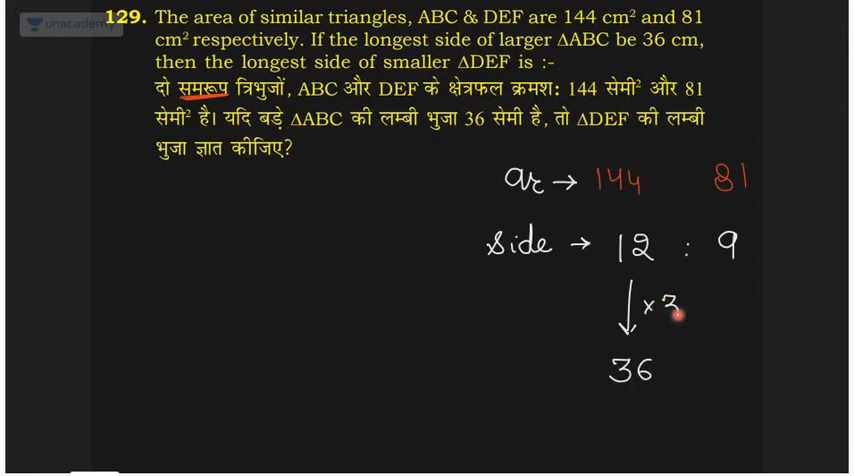 unacademy
129. The area of similar triangles, ABC & DEF are 144 cm² and 81
cm² respectively. If the longest side of larger ΔABC be 36 cm,
then the longest side of smaller ΔDEF is :-
दो समरूप त्रिभुजों, ABC और DEF के क्षेत्रफल क्रमश: 144 सेमी² और 81
सेमी² है। यदि बड़े ΔABC की लम्बी भुजा 36 सेमी है, तो ΔDEF की लम्बी
भुजा ज्ञात कीजिए?
ar → 144 81
side → 12 : 9
↓ × 3
36